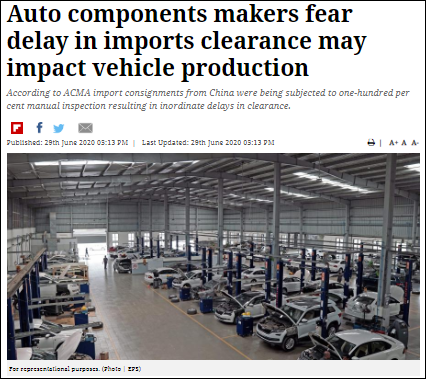 Auto components makers fear
delay in imports clearance may
impact vehicle production
According to ACMA import consignments from China were being subjected to one-hundred per
cent manual inspection resulting in inordinate delays in clearance.
Published: 29th June 2020 03:13 PM | Last Updated: 29th June 2020 03:13 PM | A+ A A-
For representational purposes. (Photo | EPS)